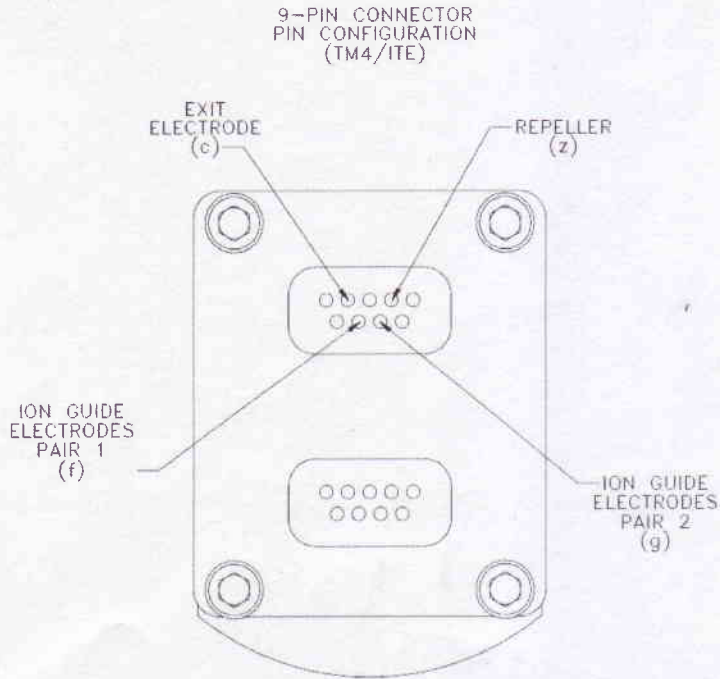 9-PIN CONNECTOR
PIN CONFIGURATION
(TM4/ITE)
EXIT
ELECTRODE
(c)
REPELLER
(z)
ION GUIDE
ELECTRODES
PAIR 1
(f)
ION GUIDE
ELECTRODES
PAIR 2
(g)